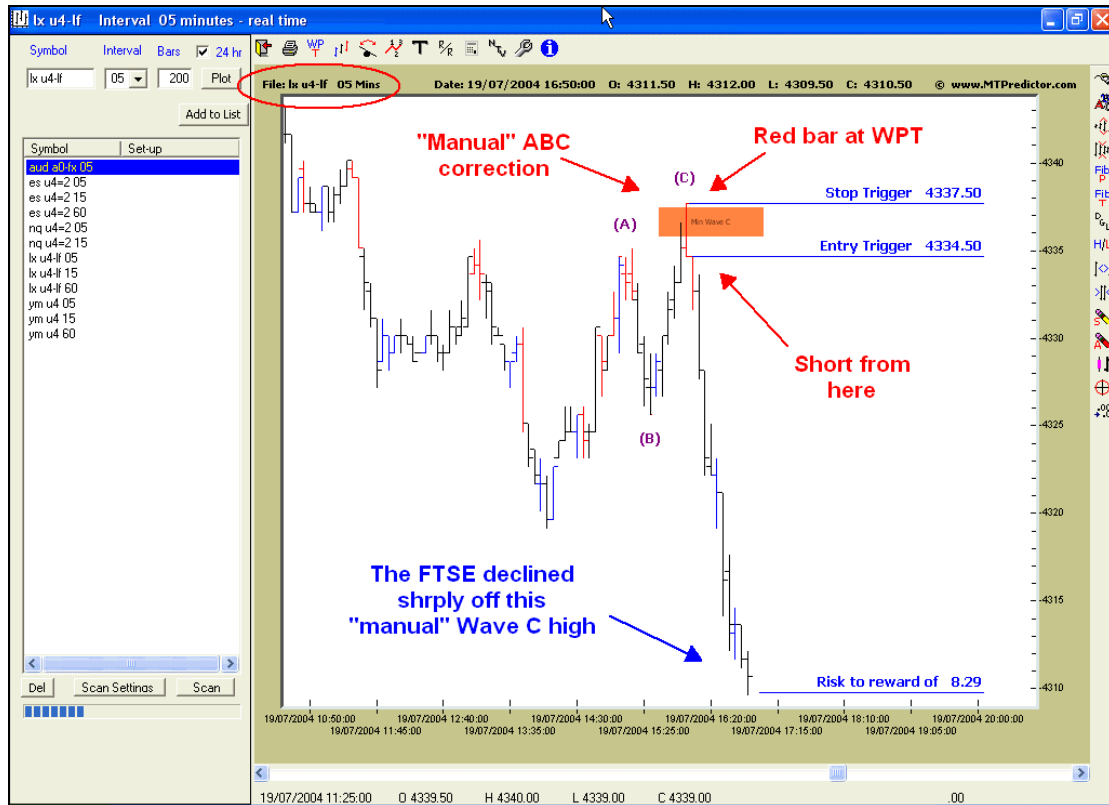 lx u4-lf Interval 05 minutes - real time
Symbol Interval Bars 24 hr
lx u4-lf 05 200 Plot
Add to List
Symbol Set-up
aud a0-fx 05
es u4=2 05
es u4=2 15
es u4=2 60
nq u4=2 05
nq u4=2 15
lx u4-lf 05
lx u4-lf 15
lx u4-lf 60
ym u4 05
ym u4 15
ym u4 60
Del Scan Settings Scan
WP T R/R N T V
File: lx u4-lf 05 Mins Date: 19/07/2004 16:50:00 O: 4311.50 H: 4312.00 L: 4309.50 C: 4310.50 © www.MTPredictor.com
"Manual" ABC
correction
Red bar at WPT
(C)
Stop Trigger 4337.50
Min Wave C
(A)
Entry Trigger 4334.50
Short from
here
(B)
The FTSE declined
shrply off this
"manual" Wave C high
Risk to reward of 8.29
4340
4335
4330
4325
4320
4315
4310
Fib
P
Fib
T
H/L
19/07/2004 10:50:00 19/07/2004 12:40:00 19/07/2004 14:30:00 19/07/2004 16:20:00 19/07/2004 18:10:00 19/07/2004 20:00:00
19/07/2004 11:45:00 19/07/2004 13:35:00 19/07/2004 15:25:00 19/07/2004 17:15:00 19/07/2004 19:05:00
19/07/2004 11:25:00 O 4339.50 H 4340.00 L 4339.00 C 4339.00 .00